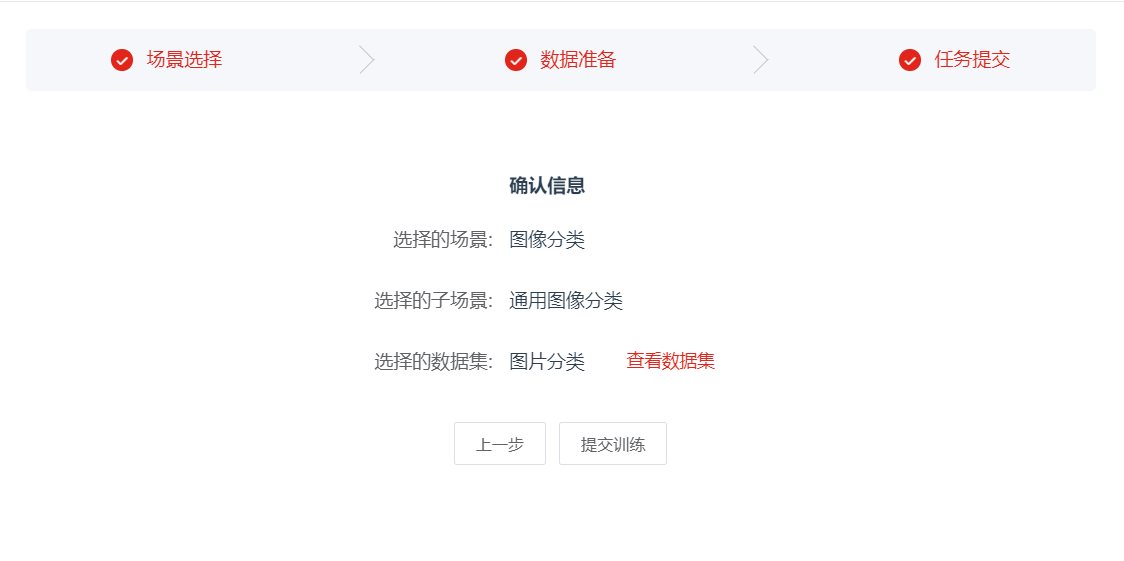 场景选择 数据准备 任务提交
确认信息
选择的场景: 图像分类
选择的子场景: 通用图像分类
选择的数据集: 图片分类 查看数据集
上一步 提交训练